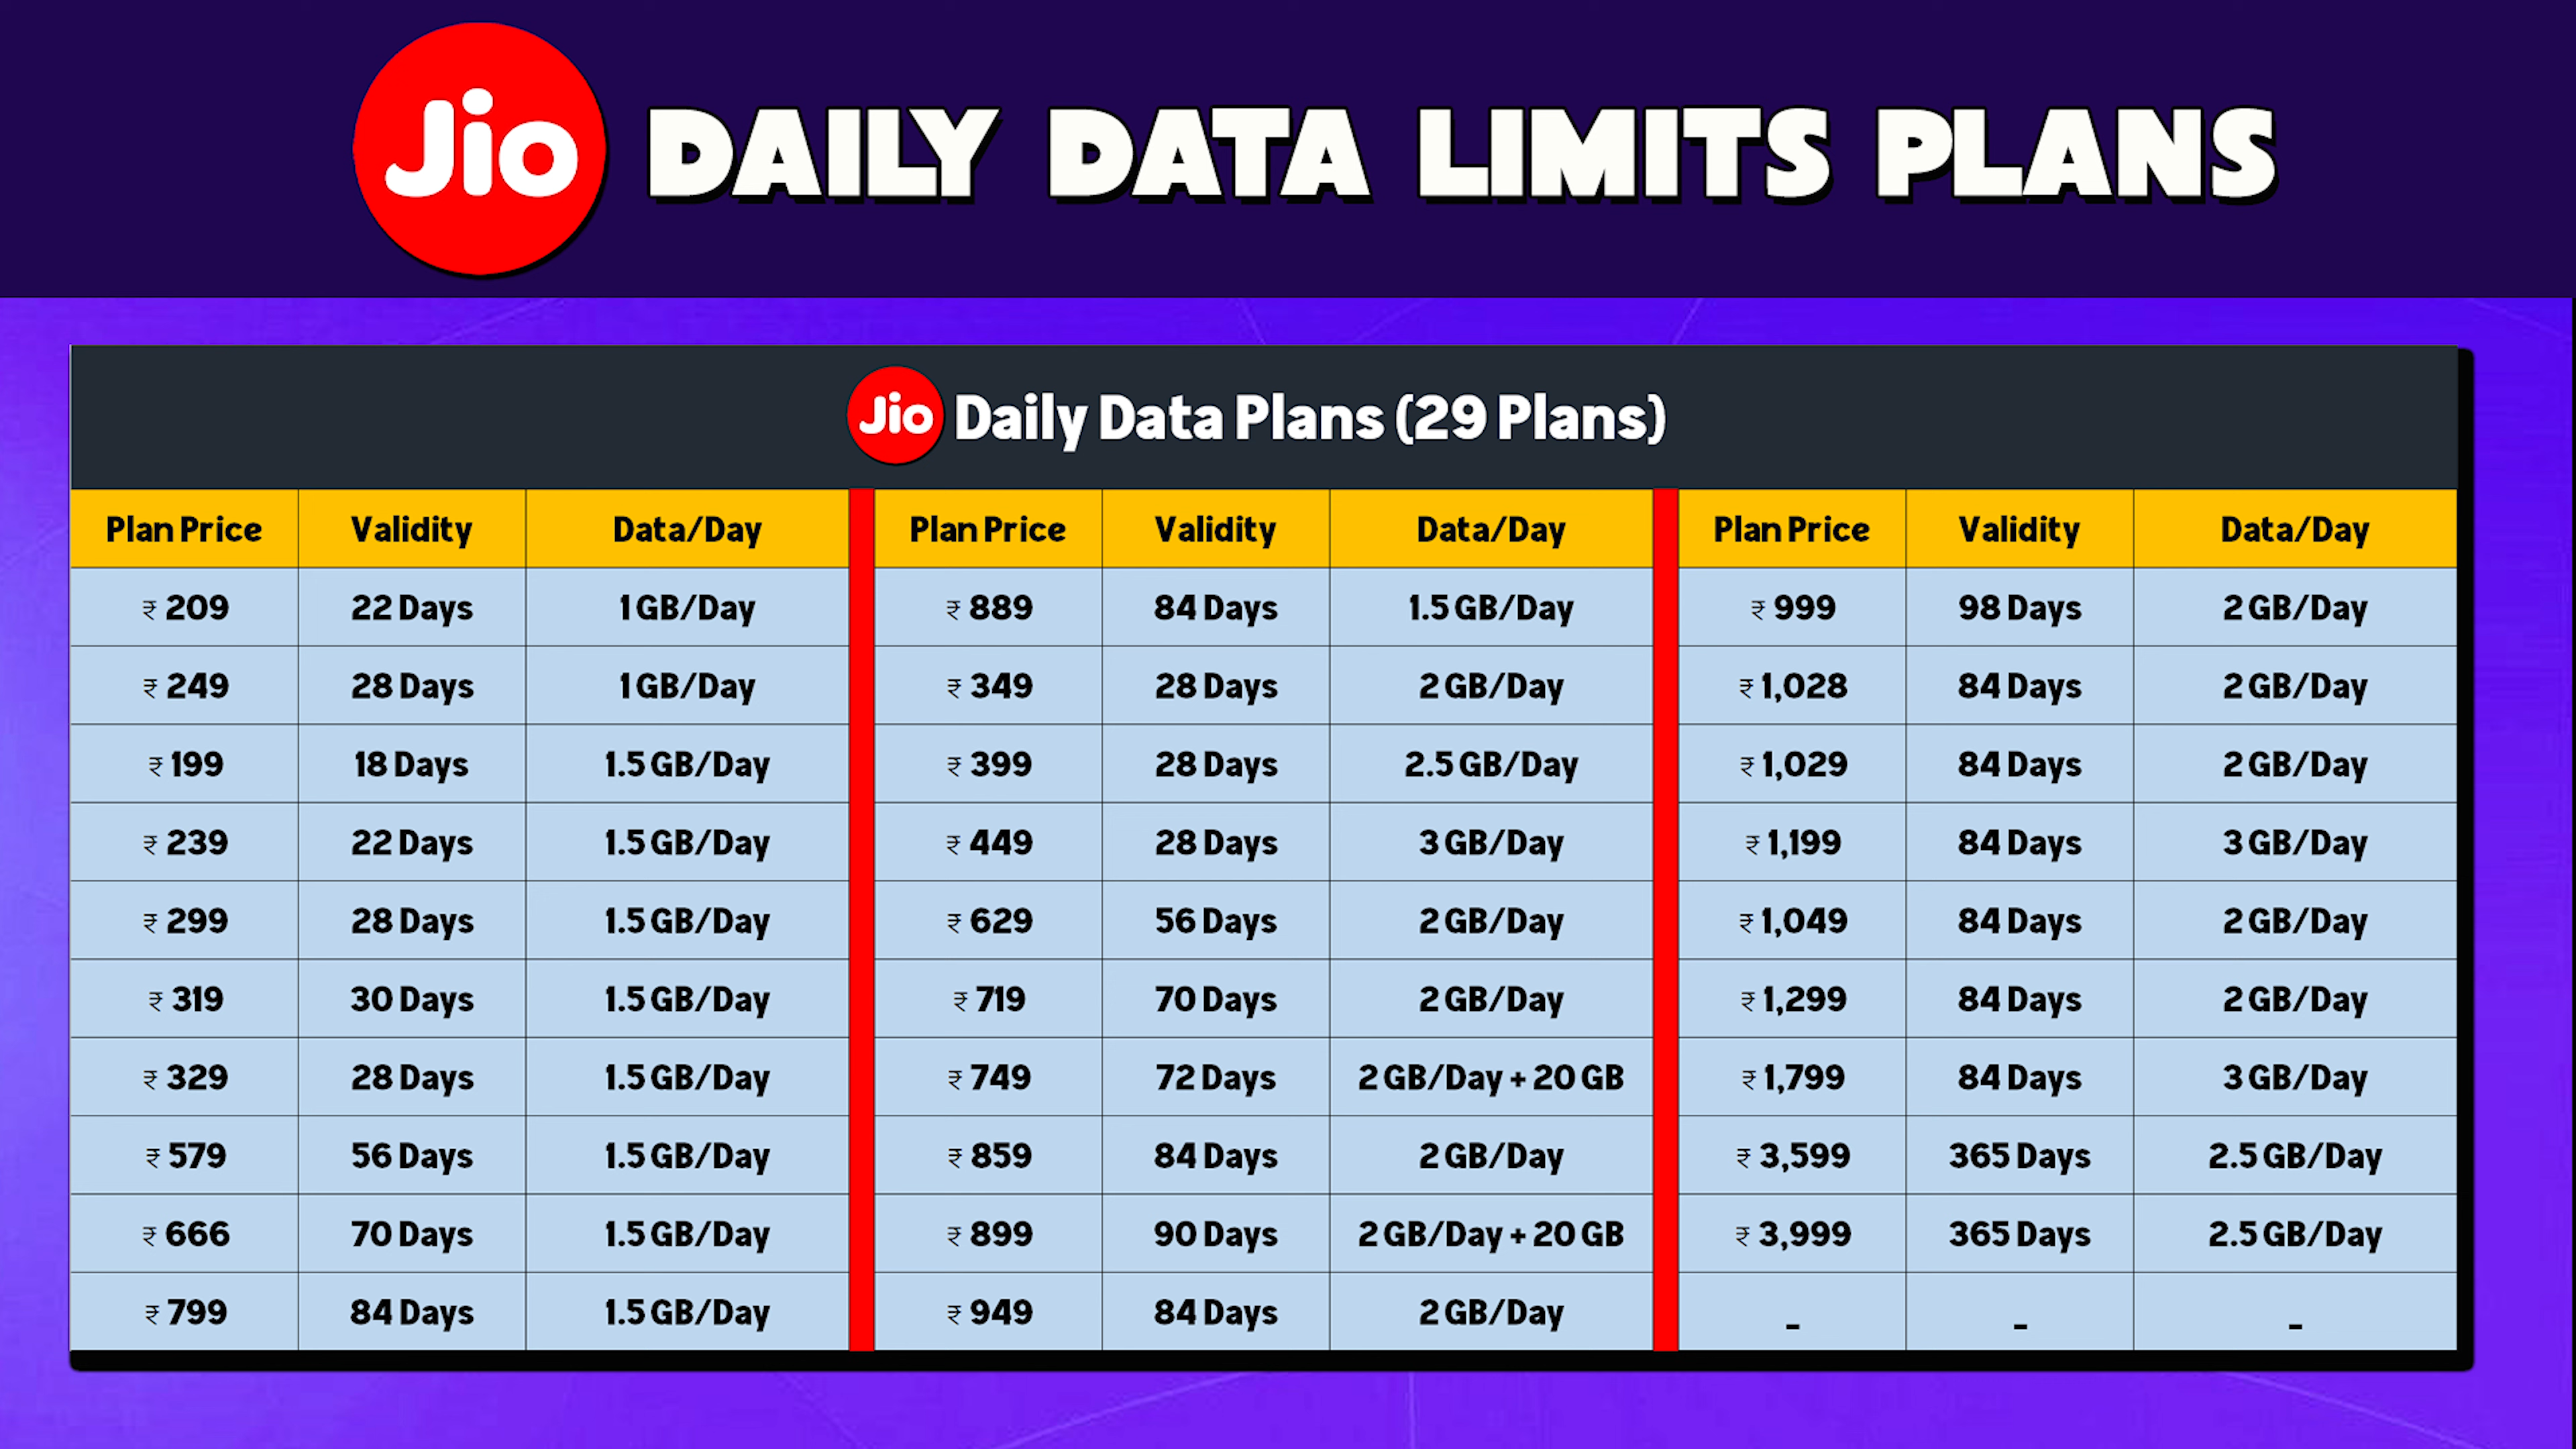 Jio DAILY DATA LIMITS PLANS
Jio Daily Data Plans (29 Plans)
Plan Price Validity Data/Day Plan Price Validity Data/Day Plan Price Validity Data/Day
₹ 209 22 Days 1 GB/Day ₹ 889 84 Days 1.5 GB/Day ₹ 999 98 Days 2 GB/Day
₹ 249 28 Days 1 GB/Day ₹ 349 28 Days 2 GB/Day ₹ 1,028 84 Days 2 GB/Day
₹ 199 18 Days 1.5 GB/Day ₹ 399 28 Days 2.5 GB/Day ₹ 1,029 84 Days 2 GB/Day
₹ 239 22 Days 1.5 GB/Day ₹ 449 28 Days 3 GB/Day ₹ 1,199 84 Days 3 GB/Day
₹ 299 28 Days 1.5 GB/Day ₹ 629 56 Days 2 GB/Day ₹ 1,049 84 Days 2 GB/Day
₹ 319 30 Days 1.5 GB/Day ₹ 719 70 Days 2 GB/Day ₹ 1,299 84 Days 2 GB/Day
₹ 329 28 Days 1.5 GB/Day ₹ 749 72 Days 2 GB/Day + 20 GB ₹ 1,799 84 Days 3 GB/Day
₹ 579 56 Days 1.5 GB/Day ₹ 859 84 Days 2 GB/Day ₹ 3,599 365 Days 2.5 GB/Day
₹ 666 70 Days 1.5 GB/Day ₹ 899 90 Days 2 GB/Day + 20 GB ₹ 3,999 365 Days 2.5 GB/Day
₹ 799 84 Days 1.5 GB/Day ₹ 949 84 Days 2 GB/Day - - -